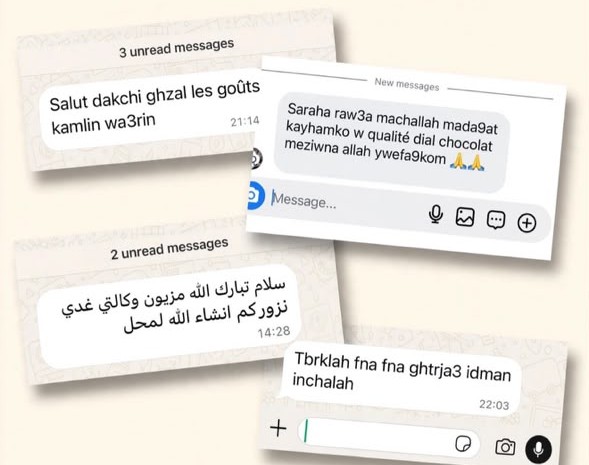 3 unread messages
Salut dakchi ghzal les goûts
kamlin wa3rin
21:14
New messages
Saraha raw3a machallah mada9at
kayhamko w qualité dial chocolat
meziwna allah ywefa9kom 🙏🙏
Message...
2 unread messages
سلام تبارك الله مزيون وكالتي غدي
نزوركم انشاء الله لمحل
14:28
Tbrklah fna fna ghtrja3 idman
inchalah
22:03